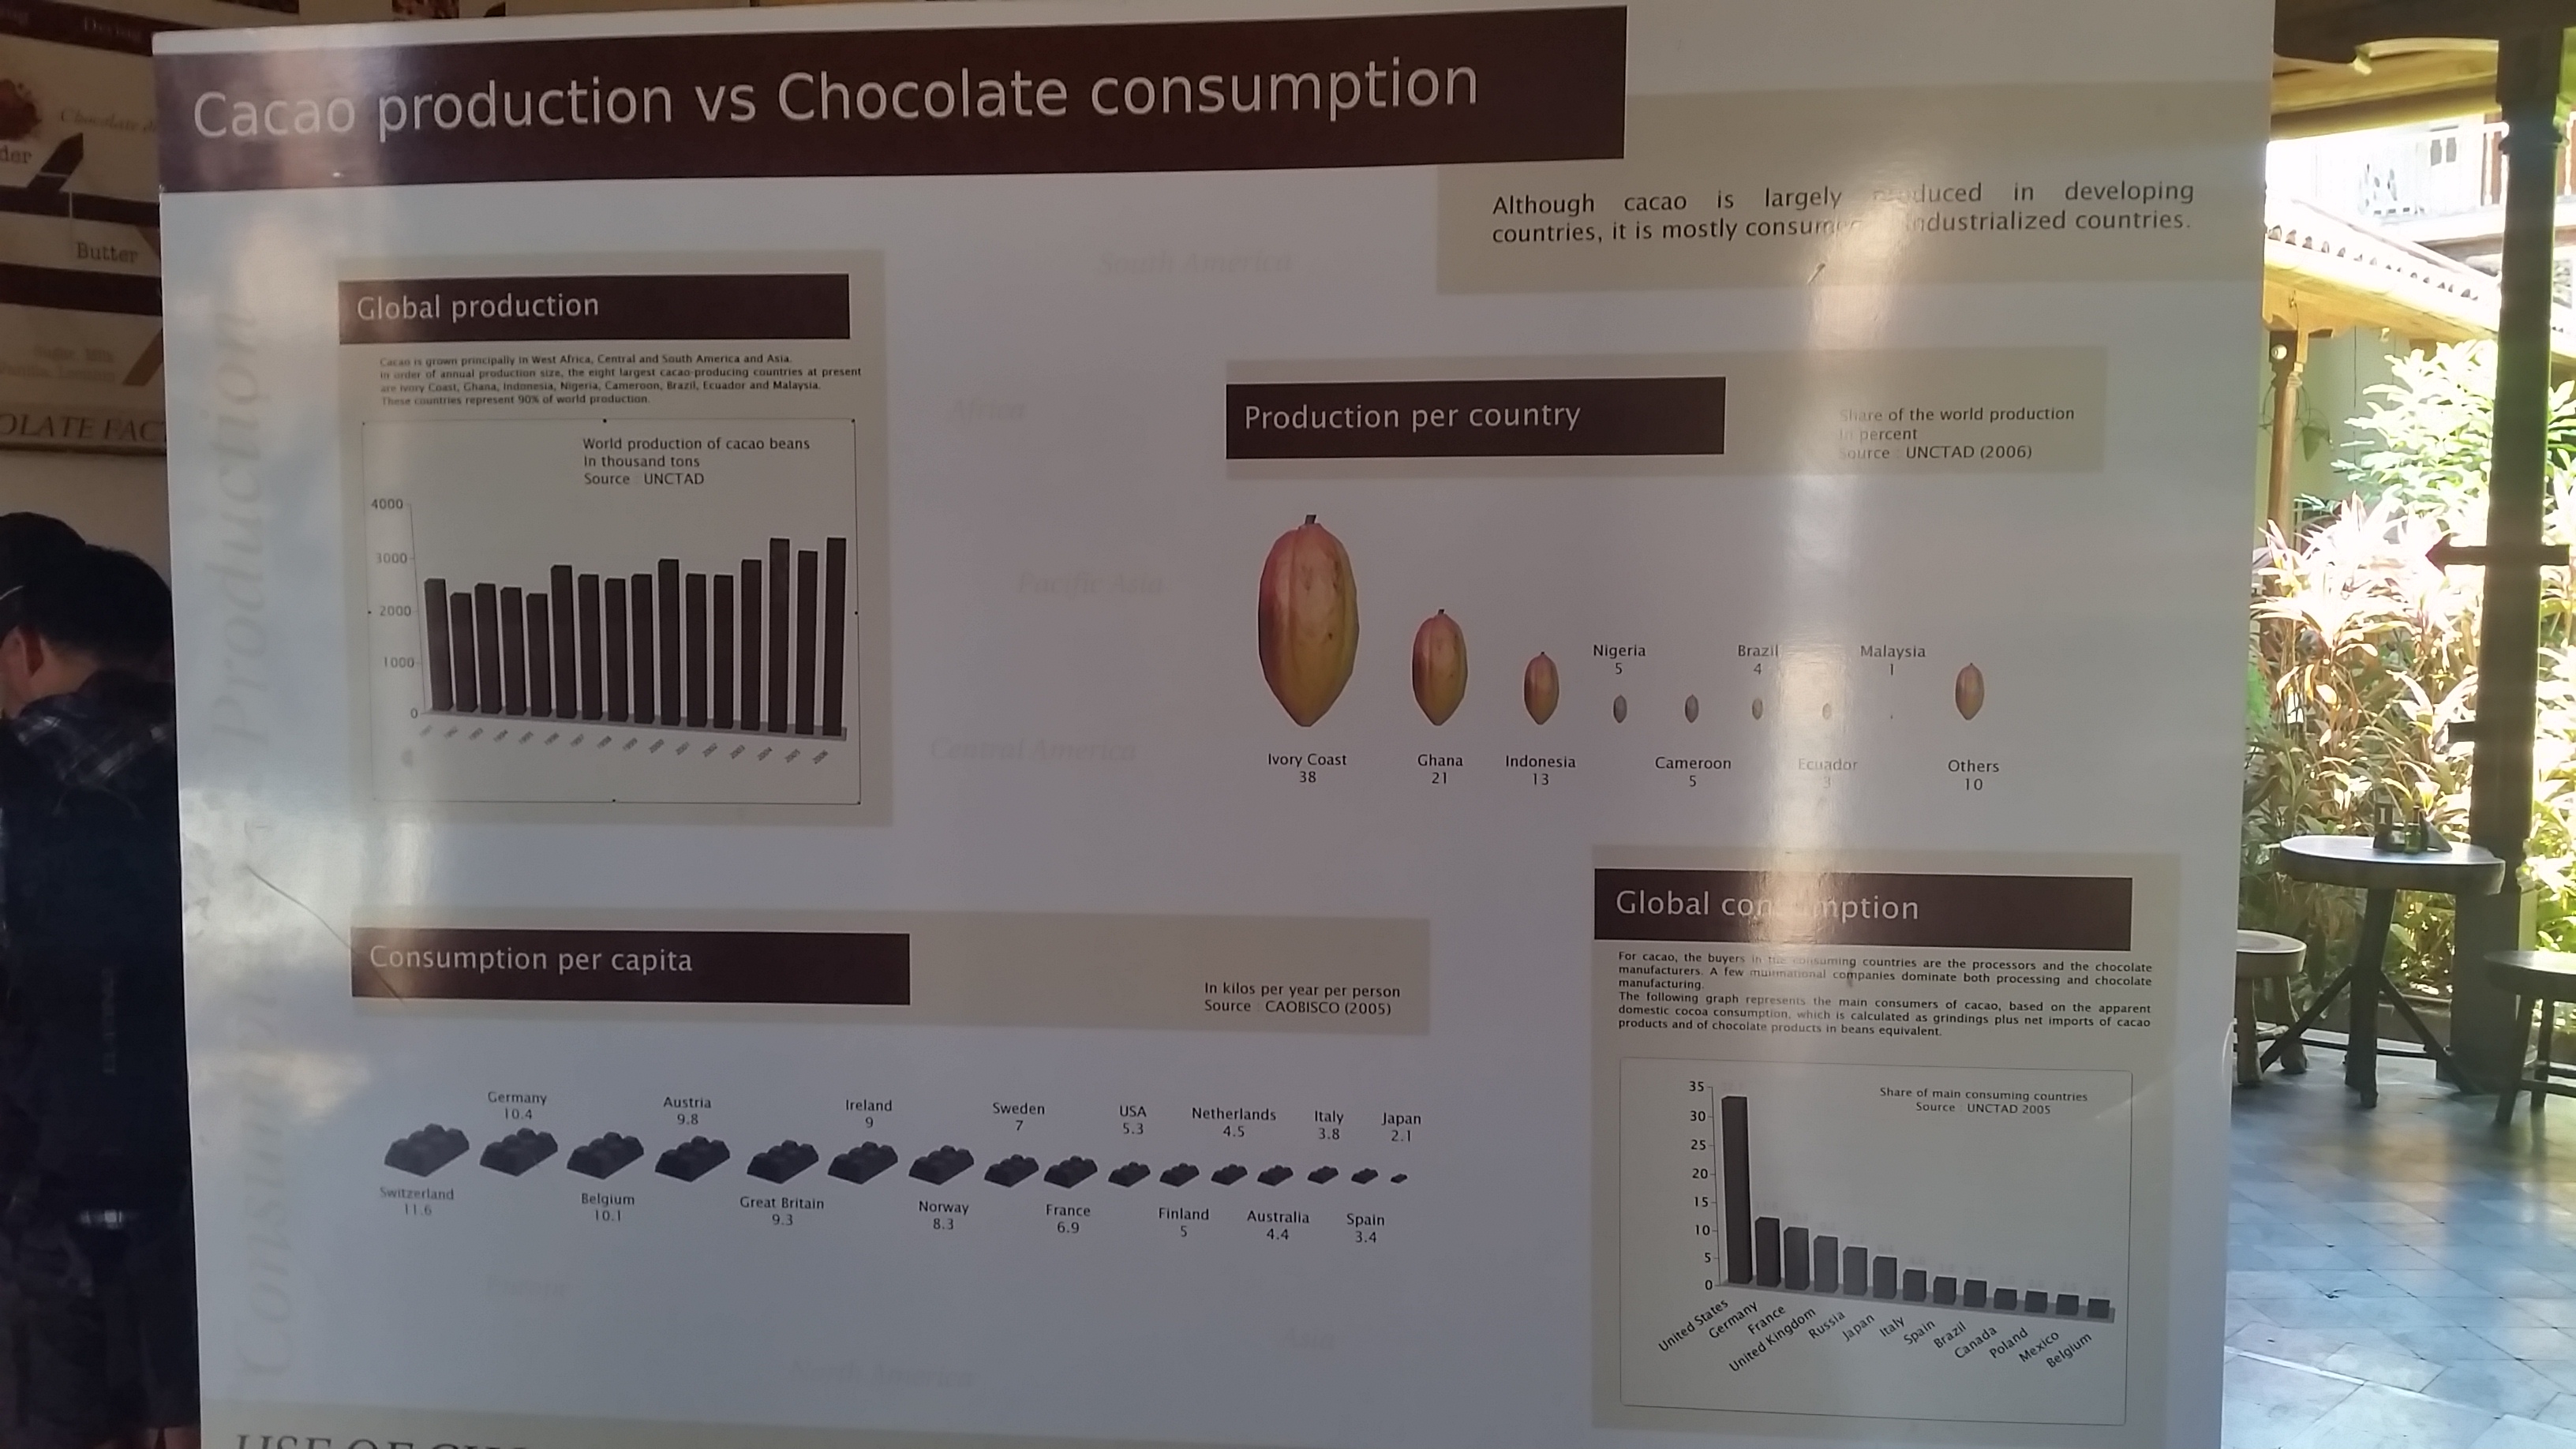 Cacao production vs Chocolate consumption
Although cacao is largely produced in developing
countries, it is mostly consumed industrialized countries.
Global production
Cacao is grown principally in West Africa, Central and South America and Asia.
In order of annual production size, the eight largest cacao-producing countries at present
are Ivory Coast, Ghana, Indonesia, Nigeria, Cameroon, Brazil, Ecuador and Malaysia.
These countries represent 90% of world production.
World production of cacao beans
In thousand tons
Source : UNCTAD
4000
3000
2000
1000
0
Production per country
Share of the world production
In percent
Source : UNCTAD (2006)
Ivory Coast
38
Ghana
21
Indonesia
13
Nigeria
5
Cameroon
5
Brazil
4
Ecuador
3
Malaysia
1
Others
10
Production
South America
Africa
Pacific Asia
Central America
Consumption per capita
In kilos per year per person
Source : CAOBISCO (2005)
Switzerland
11.6
Germany
10.4
Belgium
10.1
Austria
9.8
Great Britain
9.3
Ireland
9
Norway
8.3
Sweden
7
France
6.9
USA
5.3
Finland
5
Netherlands
4.5
Australia
4.4
Italy
3.8
Spain
3.4
Japan
2.1
North America
Asia
Global consumption
For cacao, the buyers in the consuming countries are the processors and the chocolate
manufacturers. A few multinational companies dominate both processing and chocolate
manufacturing.
The following graph represents the main consumers of cacao, based on the apparent
domestic cocoa consumption, which is calculated as grindings plus net imports of cacao
products and of chocolate products in beans equivalent.
Share of main consuming countries
Source : UNCTAD 2005
35
30
25
20
15
10
5
0
United States
Germany
France
United Kingdom
Russia
Japan
Italy
Spain
Brazil
Canada
Poland
Mexico
Belgium
Butter